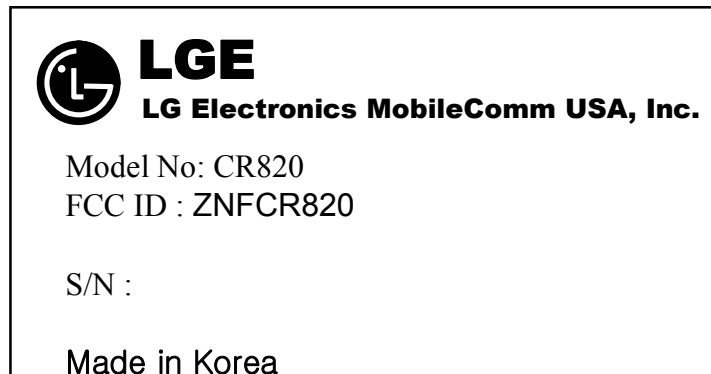 LGE
LG Electronics MobileComm USA, Inc.
Model No: CR820
FCC ID : ZNFCR820
S/N :
Made in Korea